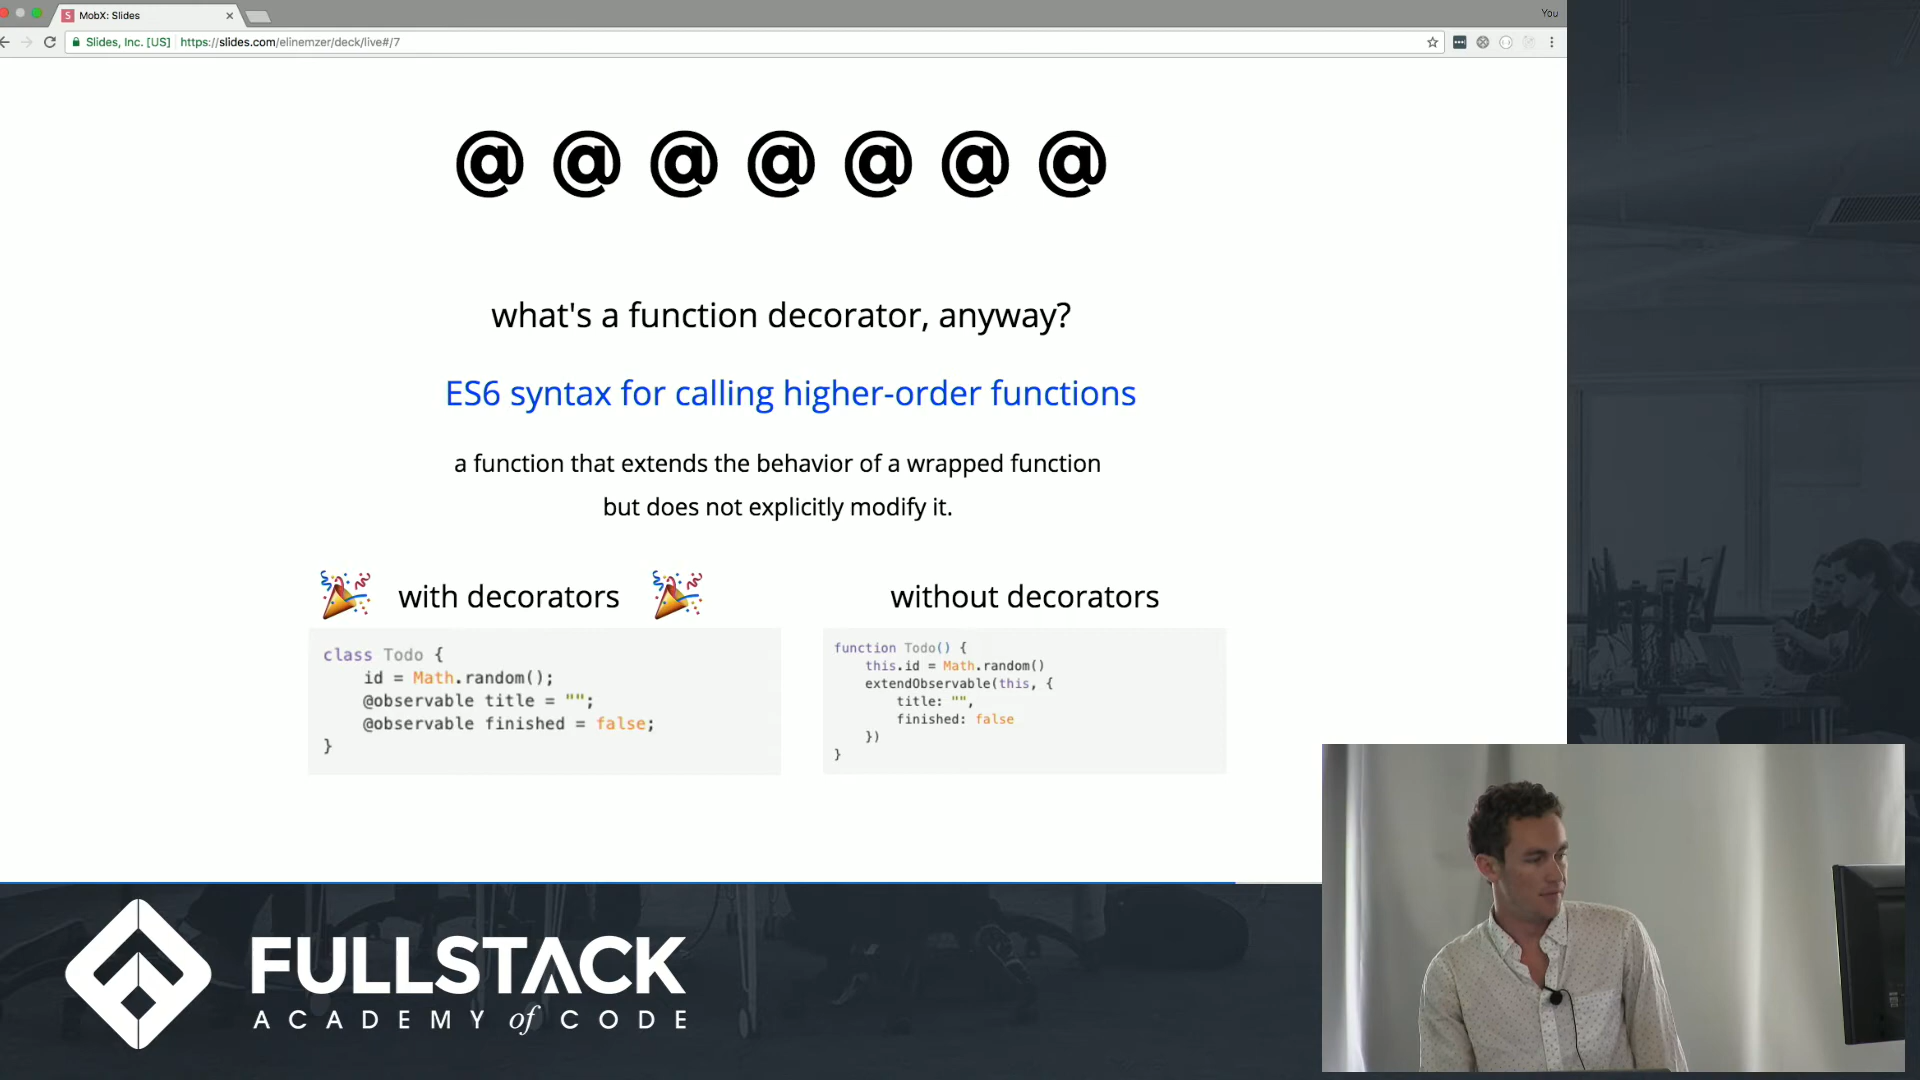 MobX: Slides
You
Slides, Inc. [US] https://slides.com/elinemzer/deck/live#/7
@ @ @ @ @ @ @
what's a function decorator, anyway?
ES6 syntax for calling higher-order functions
a function that extends the behavior of a wrapped function
but does not explicitly modify it.
with decorators
class Todo {
id = Math.random();
@observable title = "";
@observable finished = false;
}
without decorators
function Todo() {
this.id = Math.random()
extendObservable(this, {
title: "",
finished: false
})
}
FULLSTACK
ACADEMY of CODE